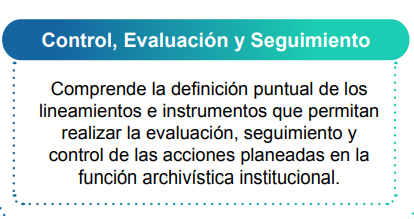 Control, Evaluación y Seguimiento
Comprende la definición puntual de los
lineamientos e instrumentos que permitan
realizar la evaluación, seguimiento y
control de las acciones planeadas en la
función archivística institucional.